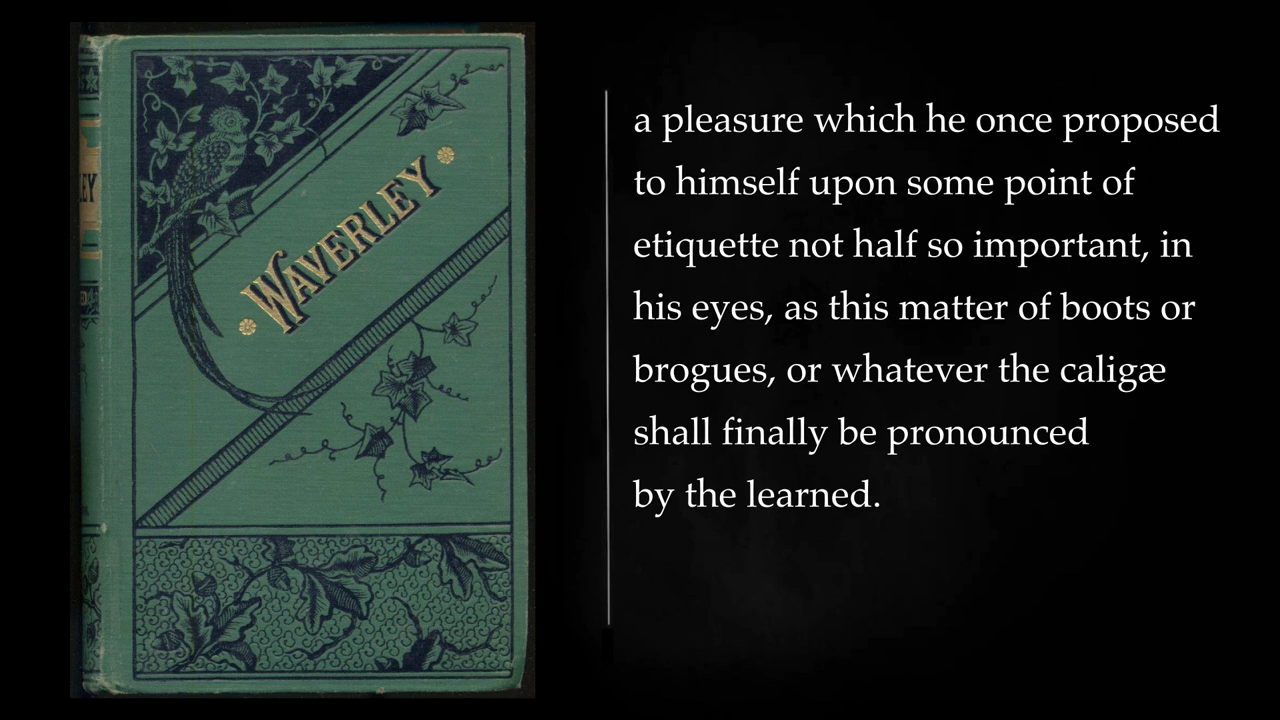 EY
WAVERLEY
a pleasure which he once proposed
to himself upon some point of
etiquette not half so important, in
his eyes, as this matter of boots or
brogues, or whatever the caligæ
shall finally be pronounced
by the learned.